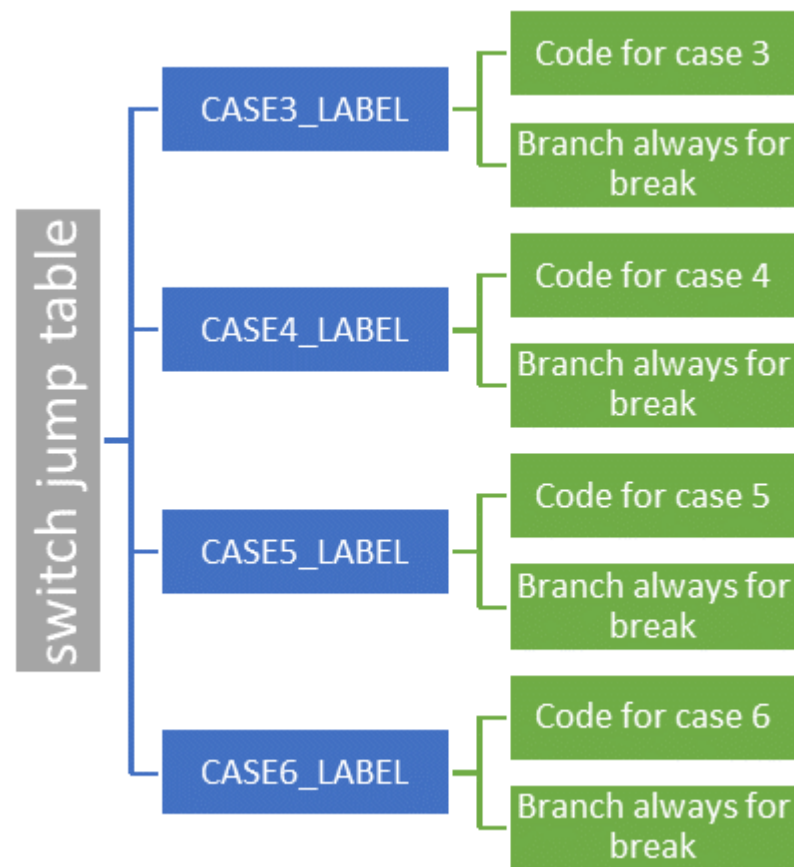 switch jump table
CASE3_LABEL
Code for case 3
Branch always for
break
CASE4_LABEL
Code for case 4
Branch always for
break
CASE5_LABEL
Code for case 5
Branch always for
break
CASE6_LABEL
Code for case 6
Branch always for
break